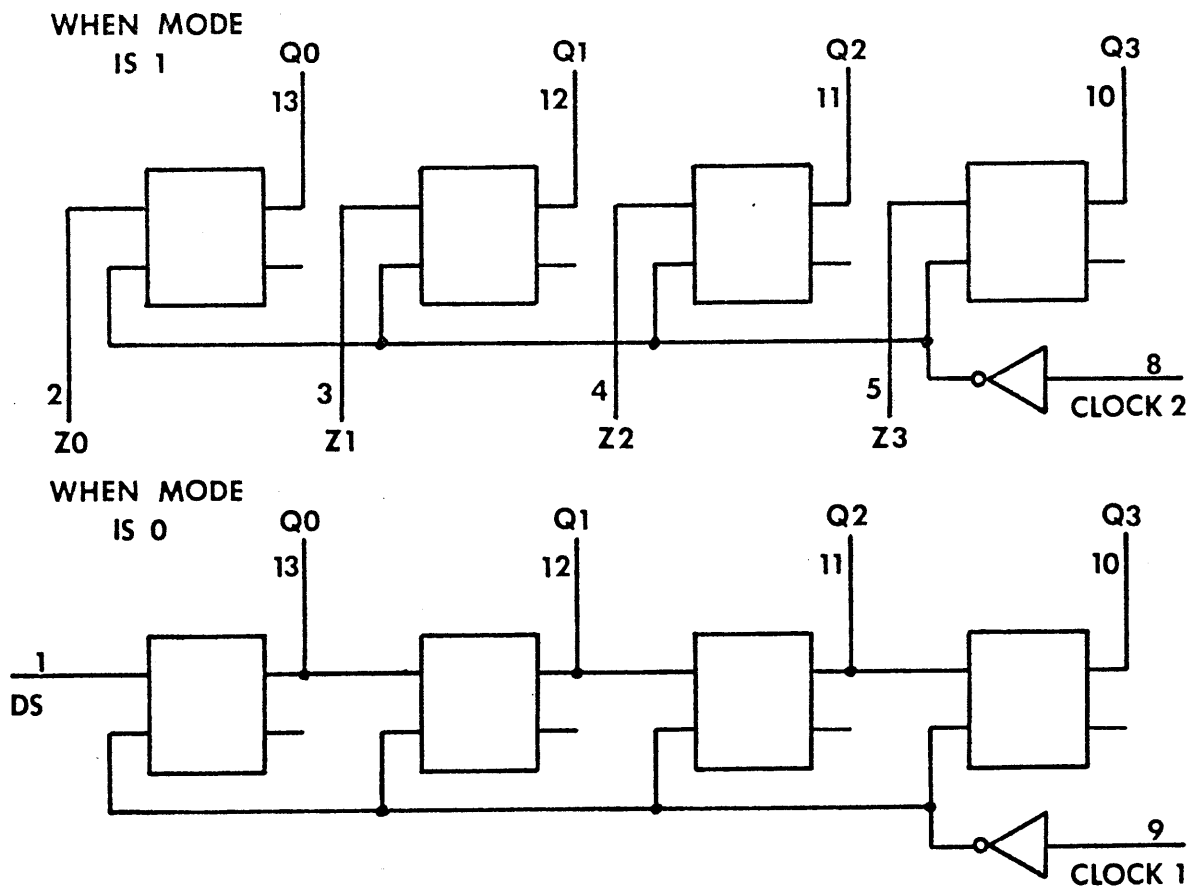 WHEN MODE
IS 1
Q0
Q1
Q2
Q3
13
12
11
10
2
3
4
5
8
CLOCK 2
Z0
Z1
Z2
Z3
WHEN MODE
IS 0
Q0
Q1
Q2
Q3
13
12
11
10
1
DS
9
CLOCK 1